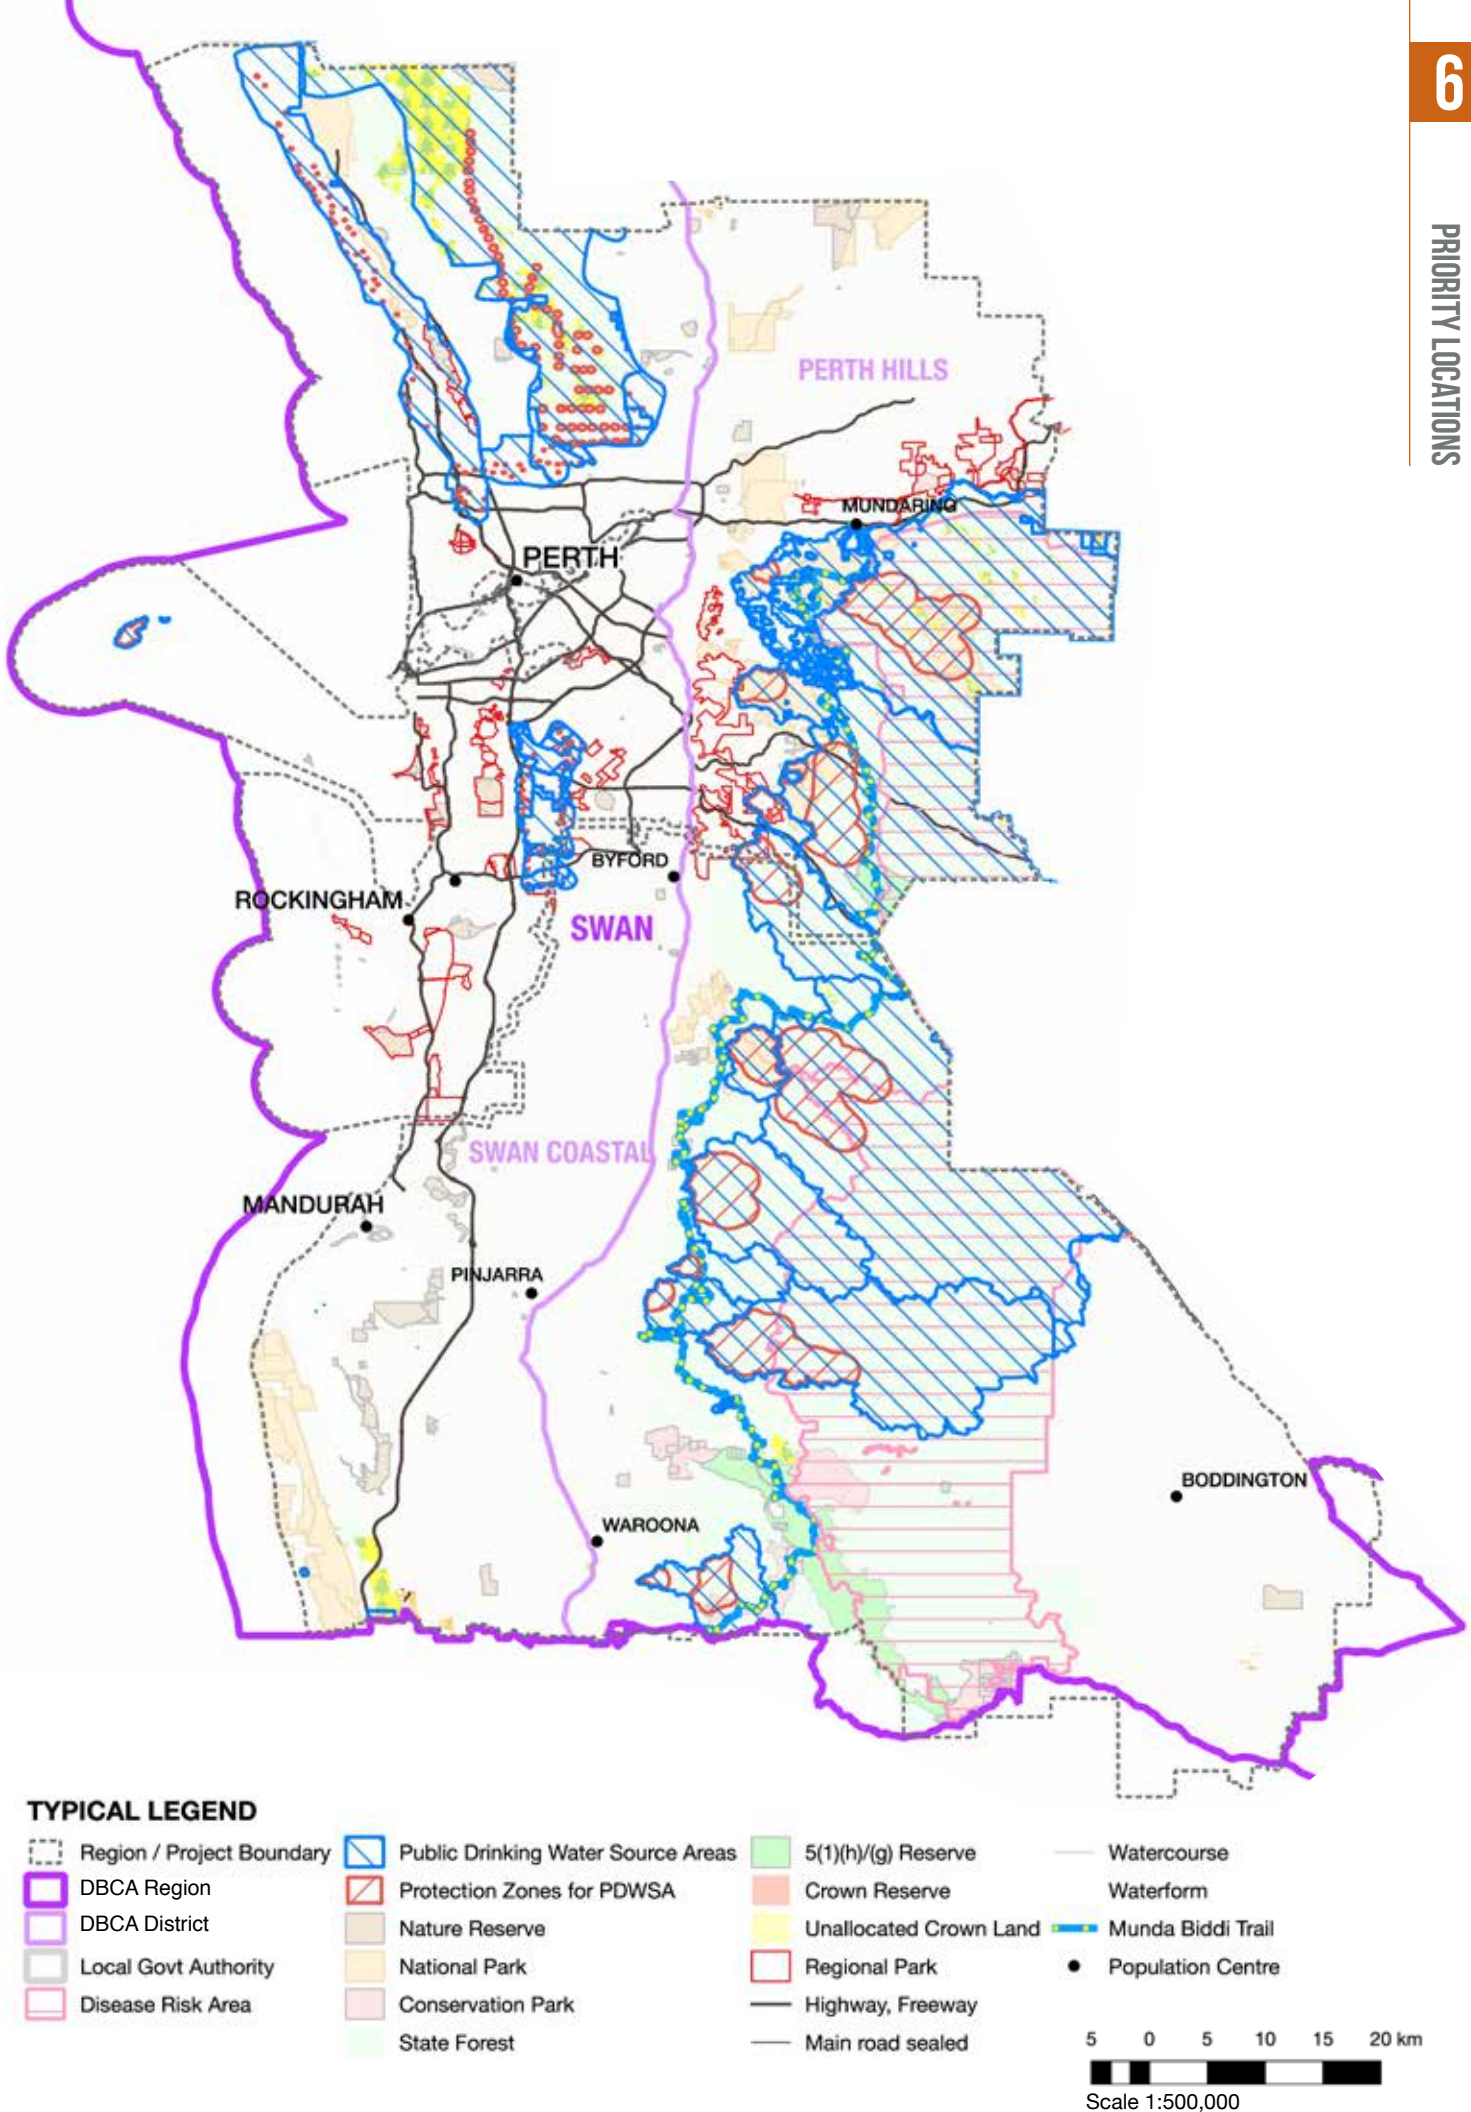 6
PRIORITY LOCATIONS
PERTH HILLS
MUNDARING
PERTH
BYFORD
ROCKINGHAM
SWAN
SWAN COASTAL
MANDURAH
PINJARRA
BODDINGTON
WAROONA
TYPICAL LEGEND
Region / Project Boundary
DBCA Region
DBCA District
Local Govt Authority
Disease Risk Area
Public Drinking Water Source Areas
Protection Zones for PDWSA
Nature Reserve
National Park
Conservation Park
State Forest
5(1)(h)/(g) Reserve
Crown Reserve
Unallocated Crown Land
Regional Park
Highway, Freeway
Main road sealed
Watercourse
Waterform
Munda Biddi Trail
Population Centre
5 0 5 10 15 20 km
Scale 1:500,000